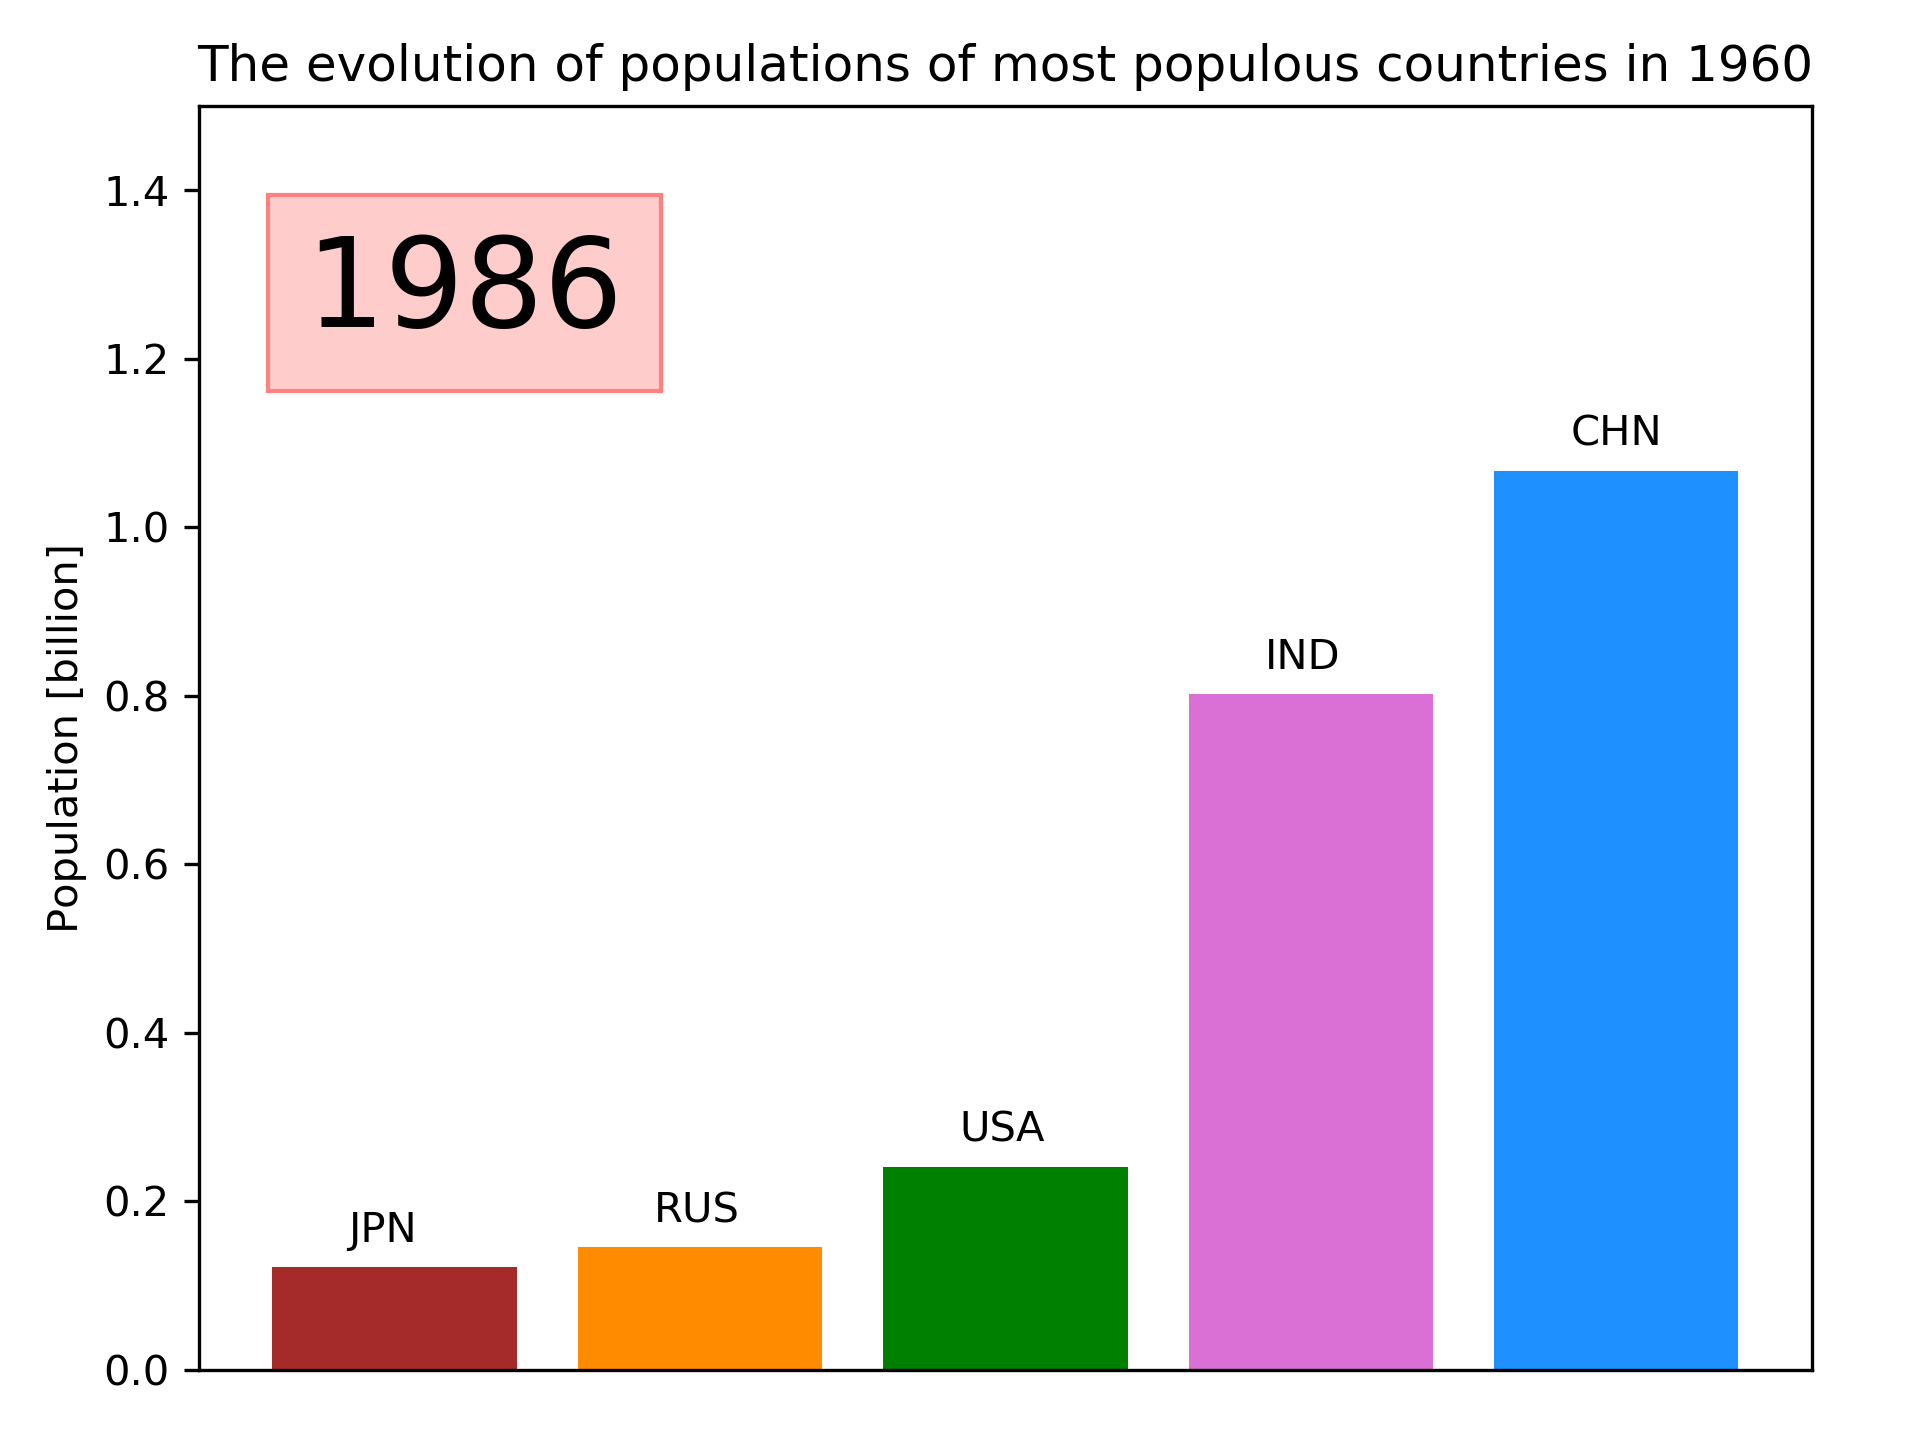 The evolution of populations of most populous countries in 1960
1986
1.4
1.2
1.0
0.8
0.6
0.4
0.2
0.0
Population [billion]
JPN
RUS
USA
IND
CHN